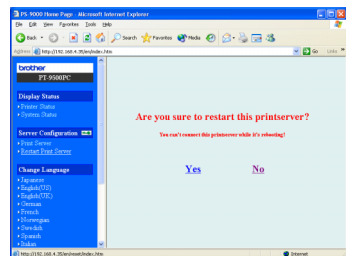 PS-9000 Home Page - Microsoft Internet Explorer
File Edit View Favorites Tools Help
Back Search Favorites Media
Address http://192.168.4.35/en/index.htm Go Links
brother
PT-9500PC
Display Status
Printer Status
System Status
Server Configuration
Print Server
Restart Print Server
Change Language
Japanese
English(US)
English(UK)
German
French
Norwegian
Swedish
Spanish
Italian
Are you sure to restart this printserver?
You can't connect this printserver while it's rebooting!
Yes No
http://192.168.4.35/en/reset/index.htm Internet